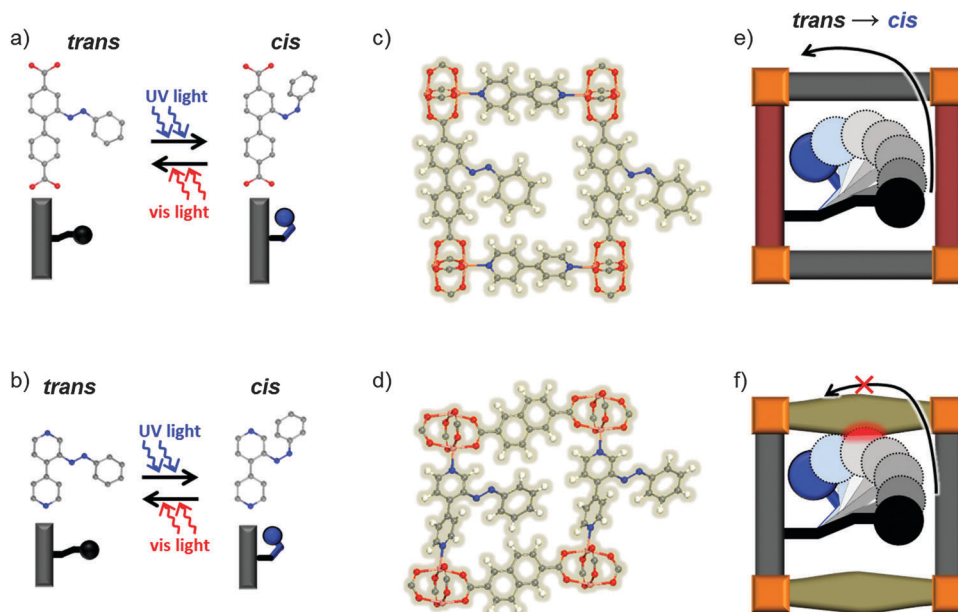 a)
trans
cis
UV light
vis light
b)
trans
cis
UV light
vis light
c)
d)
e)
trans → cis
f)